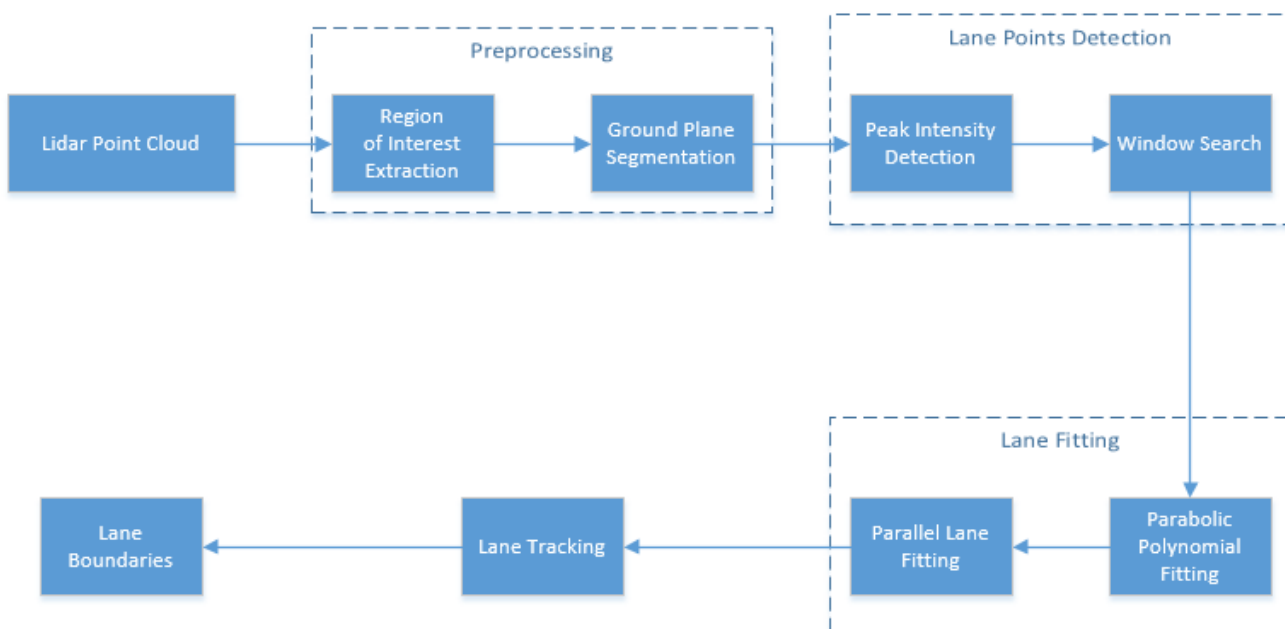 Preprocessing
Lane Points Detection
Lidar Point Cloud
Region
of Interest
Extraction
Ground Plane
Segmentation
Peak Intensity
Detection
Window Search
Lane Fitting
Parabolic
Polynomial
Fitting
Parallel Lane
Fitting
Lane Tracking
Lane
Boundaries